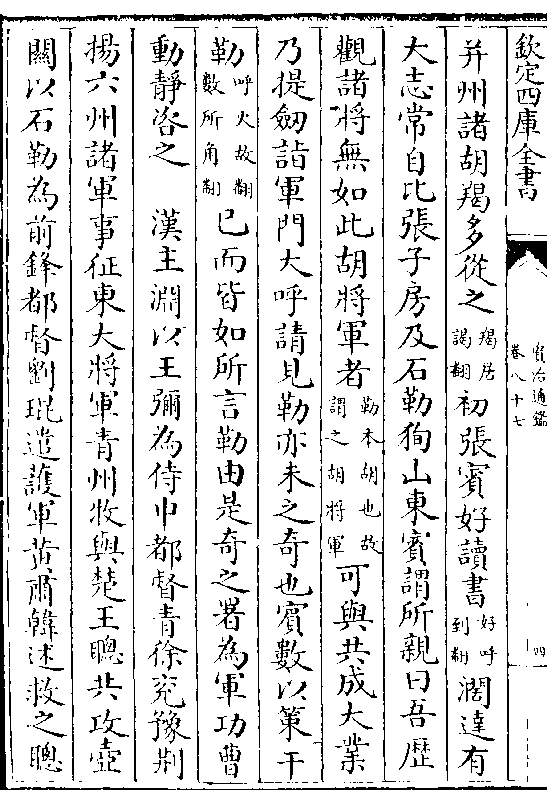 欽定四庫全書
資治通鑑
卷八十七
四
并州諸胡羯多從之羯居謁翻初張賓好讀書好呼到翻濶達有
大志常自比張子房及石勒徇山東賓謂所親曰吾歷
觀諸將無如此胡將軍者勒本胡也故謂之胡將軍可與共成大業
乃提劒詣軍門大呼請見勒亦未之竒也賓數以策干
勒呼火故翻數所角翻已而皆如所言勒由是竒之署為軍功曹
動靜咨之　漢主淵以王彌為侍中都督青徐兖豫荆
揚六州諸軍事征東大將軍青州牧與楚王聰共攻壺
關以石勒為前鋒都督劉琨遣護軍黄肅韓述救之聰